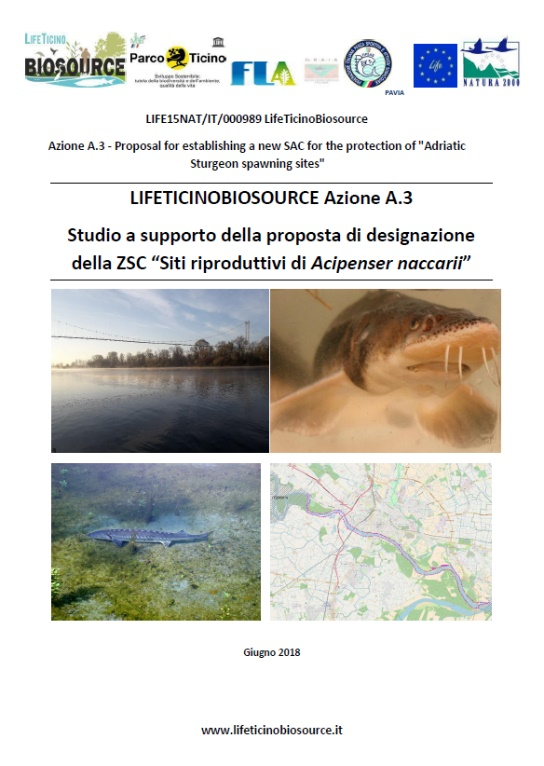 LIFETICINO
BIOSOURCE
Parco Ticino
Sviluppo Sostenibile:
tutela della biodiversità e dell'ambiente,
qualità della vita
FLA
PAVIA
Life
NATURA 2000
LIFE15NAT/IT/000989 LifeTicinoBiosource
Azione A.3 - Proposal for establishing a new SAC for the protection of "Adriatic
Sturgeon spawning sites"
LIFETICINOBIOSOURCE Azione A.3
Studio a supporto della proposta di designazione
della ZSC “Siti riproduttivi di Acipenser naccarii”
Giugno 2018
www.lifeticinobiosource.it